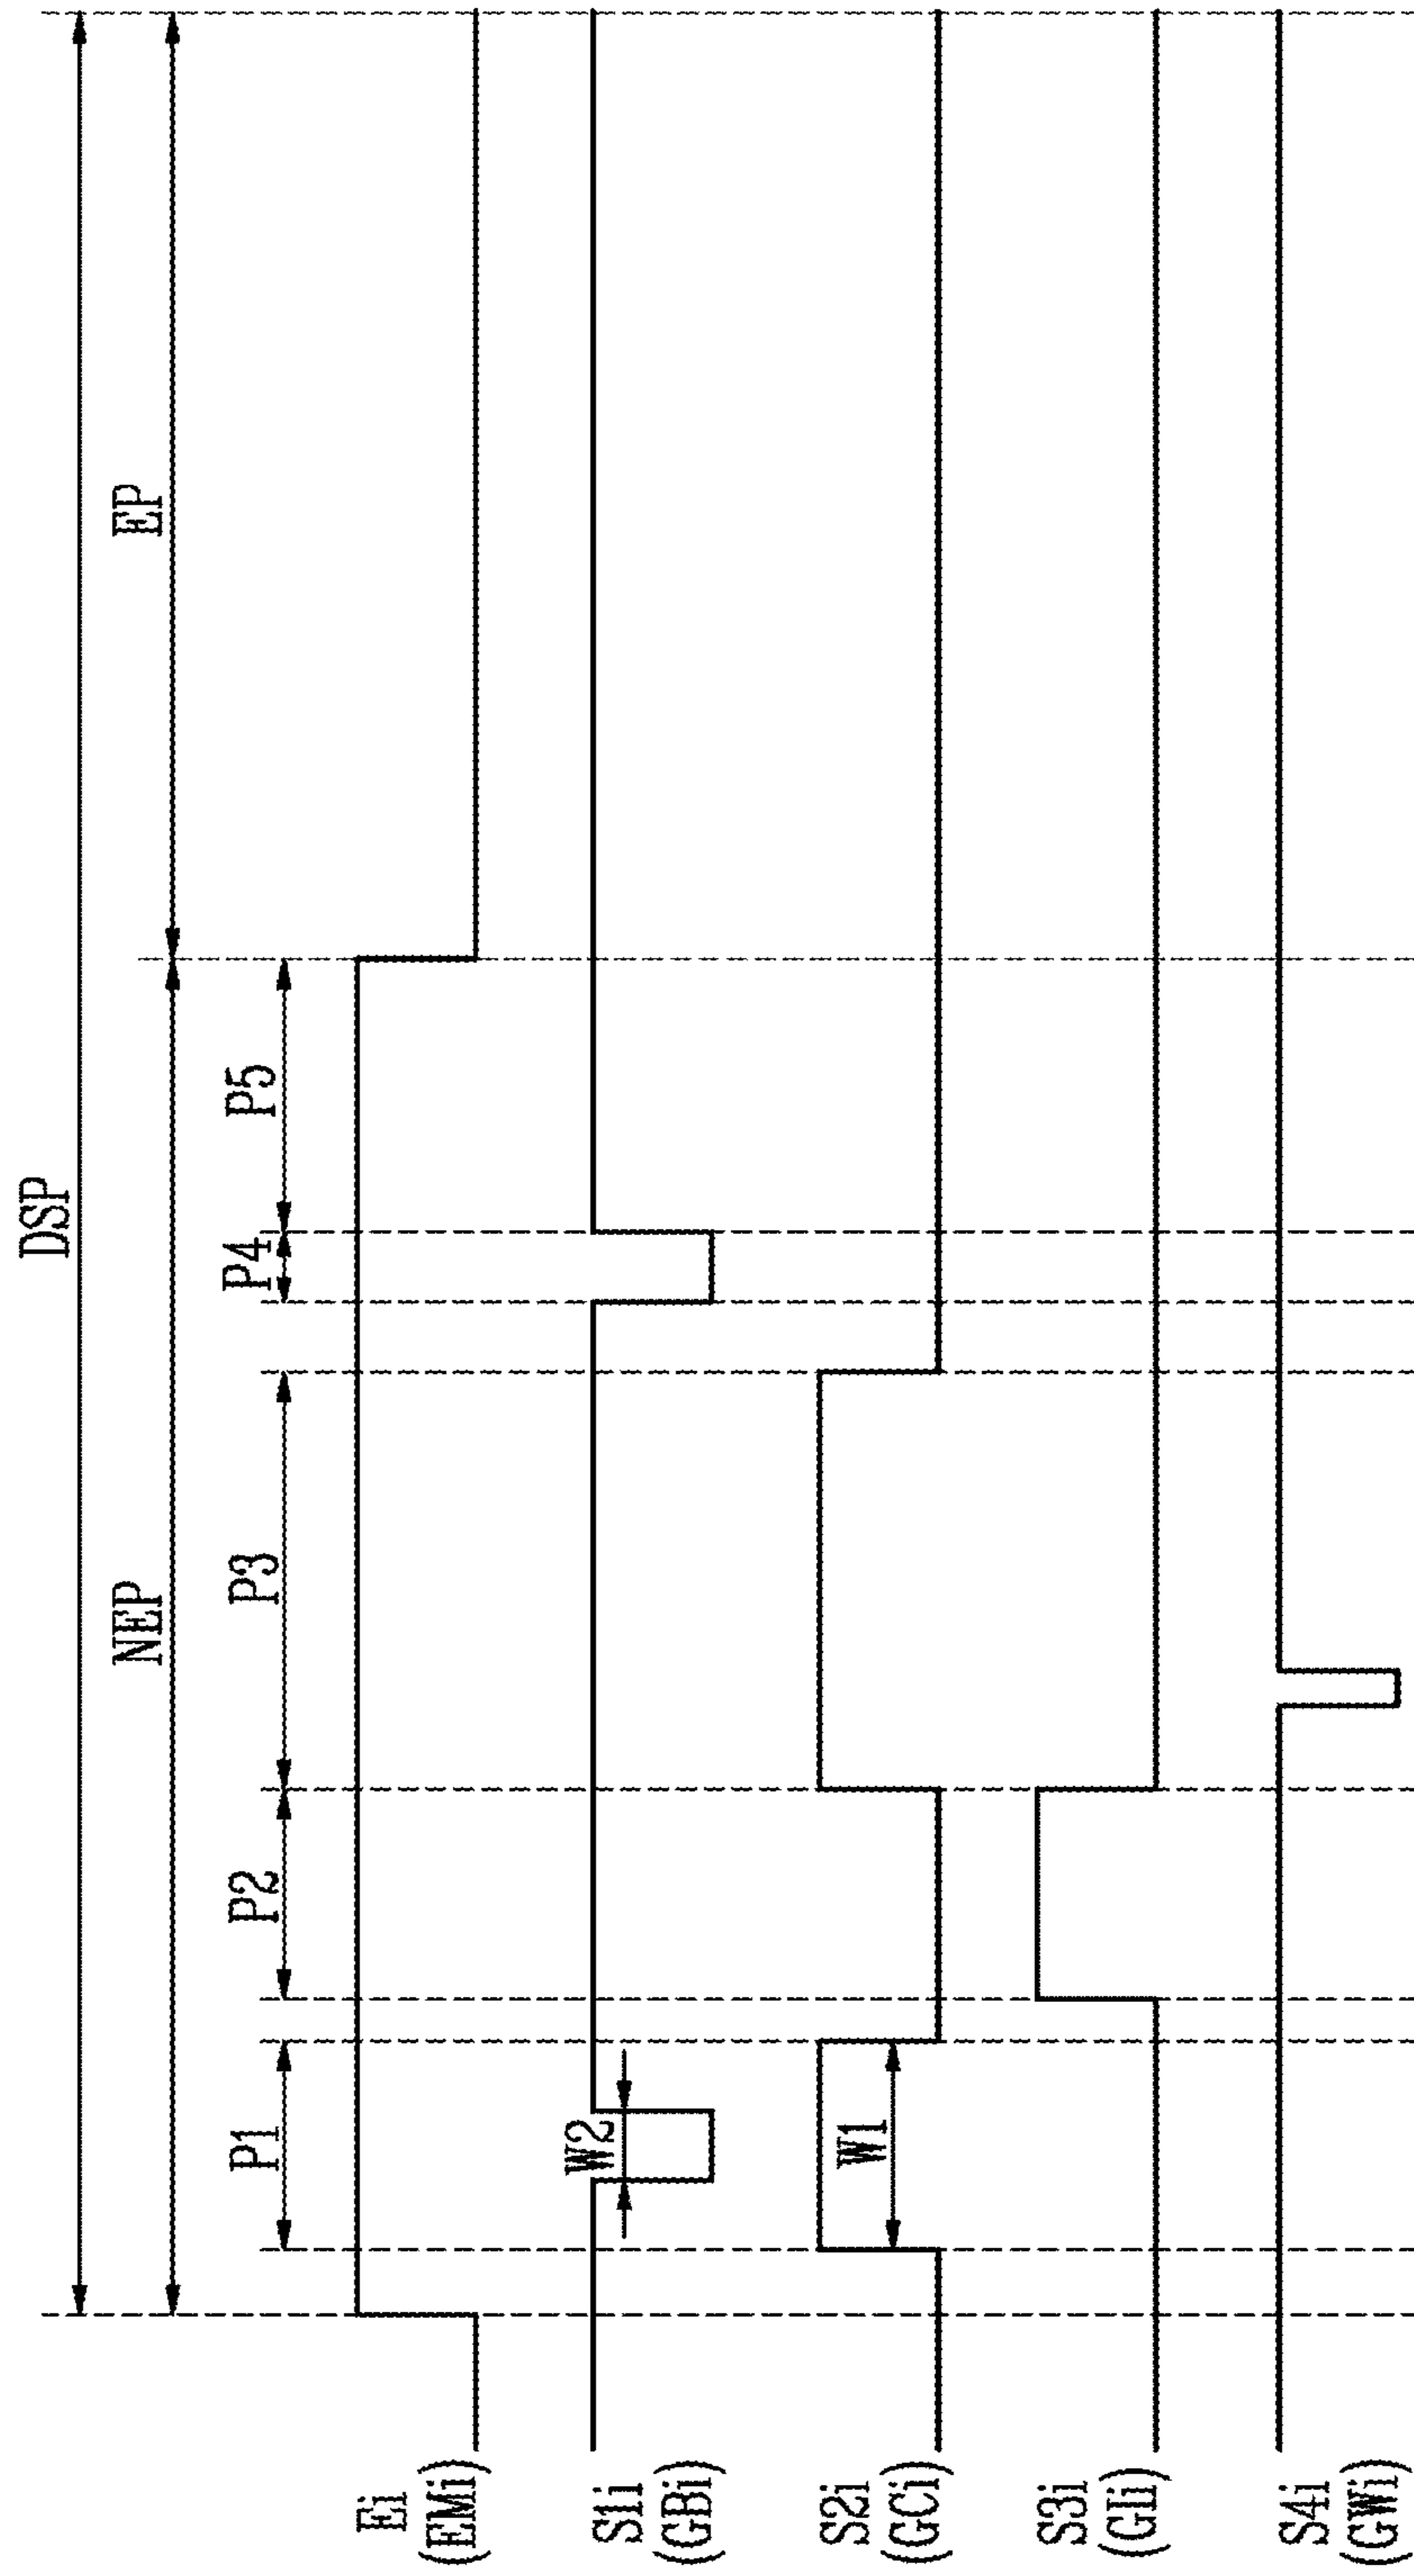 DSP
NEP
EP
P1
P2
P3
P4
P5
Ei
(EMi)
S1i
(GBi)
W2
S2i
(GCi)
W1
S3i
(GIi)
S4i
(GWi)